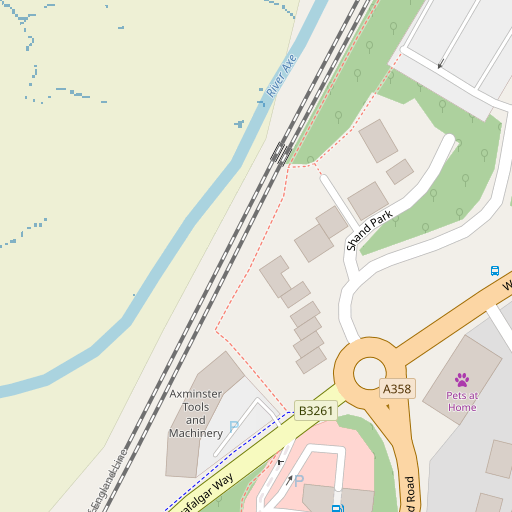 River Axe
Shand Park
W
A358
B3261
Pets at
Home
Axminster
Tools
and
Machinery
P
England Line
afalgar Way
P
d Road